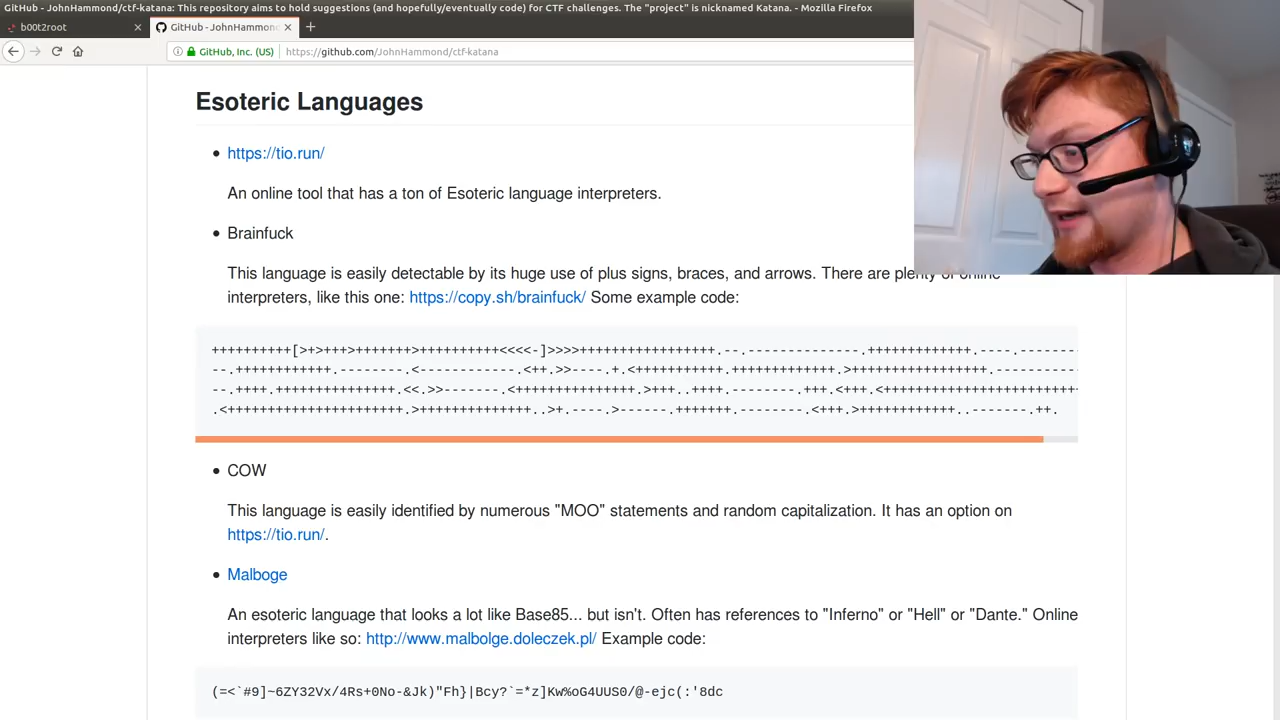 GitHub - JohnHammond/ctf-katana: This repository aims to hold suggestions (and hopefully/eventually code) for CTF challenges. The "project" is nicknamed Katana. - Mozilla Firefox
b00t2root
GitHub - JohnHammond
GitHub, Inc. (US)
https://github.com/JohnHammond/ctf-katana
Esoteric Languages
• https://tio.run/
An online tool that has a ton of Esoteric language interpreters.
• Brainfuck
This language is easily detectable by its huge use of plus signs, braces, and arrows. There are plenty of online
interpreters, like this one: https://copy.sh/brainfuck/ Some example code:
++++++++++[>+>+++>+++++++>++++++++++<<<<-]>>>>+++++++++++++++++.--.--------------.+++++++++++++.----.-------
--.++++++++++++.--------.<------------.<++.>>----.+.<+++++++++++.+++++++++++++.>+++++++++++++++++.----------
--.++++.+++++++++++++++.<<.>>-------.<+++++++++++++++.>+++..++++.--------.+++.<+++.<++++++++++++++++++++++++
.<++++++++++++++++++++++.>++++++++++++++..>+.----.>------.+++++++.--------.<+++.>++++++++++++..-------.++.
• COW
This language is easily identified by numerous "MOO" statements and random capitalization. It has an option on
https://tio.run/.
• Malboge
An esoteric language that looks a lot like Base85... but isn't. Often has references to "Inferno" or "Hell" or "Dante." Online
interpreters like so: http://www.malbolge.doleczek.pl/ Example code:
(=<`#9]~6ZY32Vx/4Rs+0No-&Jk)"Fh}|Bcy?`=*z]Kw%oG4UUS0/@-ejc(:'8dc